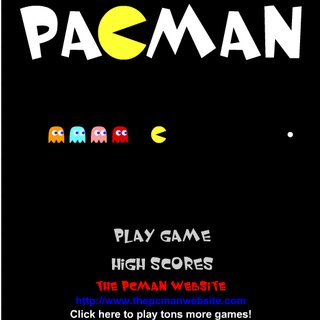 PACMAN
PLAY GAME
HIGH SCORES
THE PCMAN WEBSITE
http://www.thepcmanwebsite.com
Click here to play tons more games!